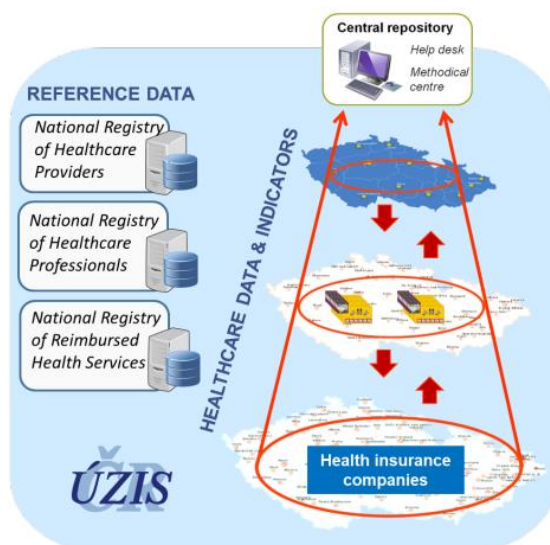 Central repository
Help desk
Methodical
centre
REFERENCE DATA
National Registry
of Healthcare
Providers
National Registry
of Healthcare
Professionals
National Registry
of Reimbursed
Health Services
HEALTHCARE DATA & INDICATORS
Health insurance
companies
ČR
ÚZIS